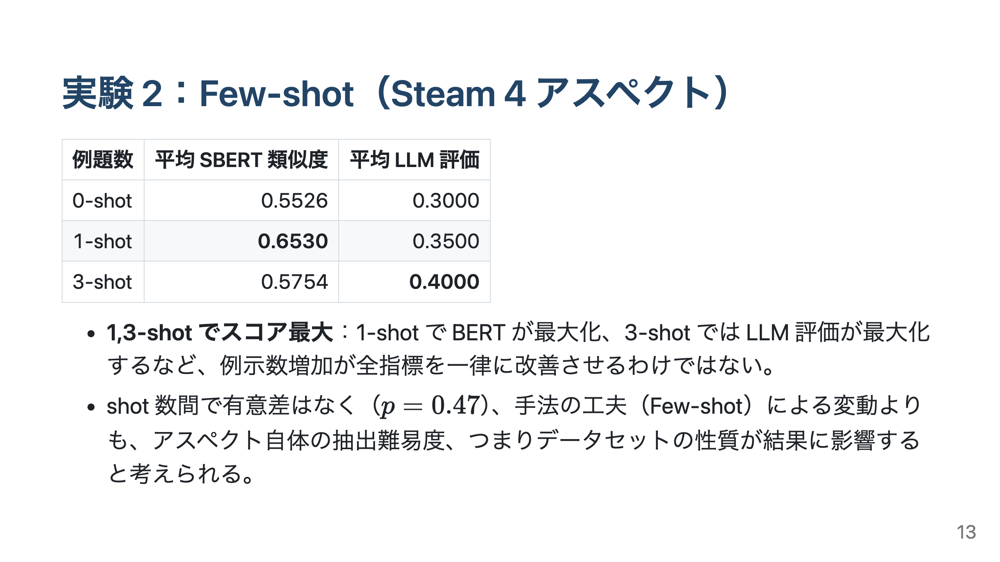 実験 2：Few-shot（Steam 4 アスペクト）
例題数 平均 SBERT 類似度 平均 LLM 評価
0-shot 0.5526 0.3000
1-shot 0.6530 0.3500
3-shot 0.5754 0.4000
• 1,3-shot でスコア最大：1-shot で BERT が最大化、3-shot では LLM 評価が最大化
するなど、例示数増加が全指標を一律に改善させるわけではない。
• shot 数間で有意差はなく（p = 0.47）、手法の工夫（Few-shot）による変動より
も、アスペクト自体の抽出難易度、つまりデータセットの性質が結果に影響する
と考えられる。
13